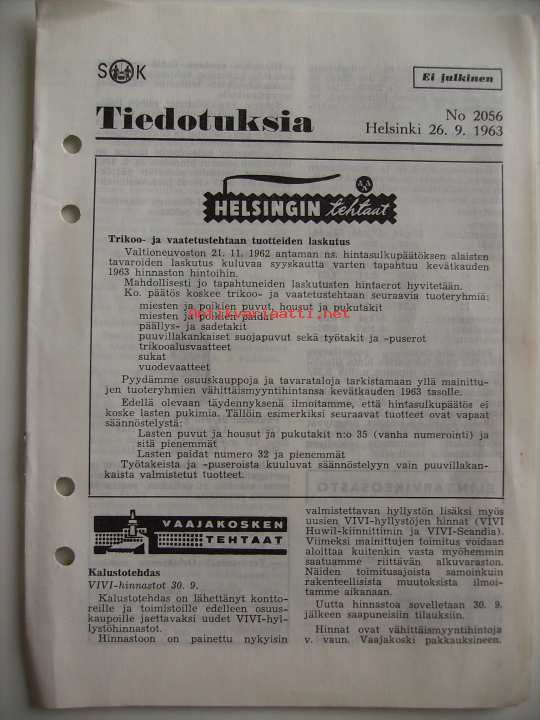 SOK
Ei julkinen
Tiedotuksia
No 2056
Helsinki 26. 9. 1963
HELSINGIN tehtaat
Trikoo- ja vaatetustehtaan tuotteiden laskutus
Valtioneuvoston 21. 11. 1962 antaman ns. hintasulkupäätöksen alaisten
tavaroiden laskutus kuluvaa syyskautta varten tapahtuu kevätkauden
1963 hinnaston hintoihin.
Mahdollisesti jo tapahtuneiden laskutusten hintaerot hyvitetään.
Ko. päätös koskee trikoo- ja vaatetustehtaan seuraavia tuoteryhmiä:
miesten ja poikien puvut, housut ja pukutakit
miesten ja poikien paidat
antikvariaatti.net
päällys- ja sadetakit
puuvillakankaiset suojapuvut sekä työtakit ja -puserot
trikooalusvaatteet
sukat
vuodevaatteet
Pyydämme osuuskauppoja ja tavarataloja tarkistamaan yllä mainittu-
jen tuoteryhmien vähittäismyyntihintansa kevätkauden 1963 tasolle.
Edellä olevaan täydennyksenä ilmoitamme, että hintasulkupäätös ei
koske lasten pukimia. Tällöin esimerkiksi seuraavat tuotteet ovat vapaat
säännöstelystä:
Lasten puvut ja housut ja pukutakit n:o 35 (vanha numerointi) ja
sitä pienemmät
Lasten paidat numero 32 ja pienemmät
Työtakeista ja -puseroista kuuluvat säännöstelyyn vain puuvillakan-
kaista valmistetut tuotteet.
VAAJAKOSKEN
TEHTAAT
Kalustotehdas
VIVI-hinnastot 30. 9.
Kalustotehdas on lähettänyt kontto-
reille ja toimistoille edelleen osuus-
kaupoille jaettavaksi uudet VIVI-hyl-
lystöhinnastot.
Hinnastoon on painettu nykyisin
valmistettavan hyllystön lisäksi myös
uusien VIVI-hyllystöjen hinnat (VIVI
Huwil-kiinnittimin ja VIVI-Scandia).
Viimeksi mainittujen toimitus voidaan
aloittaa kuitenkin vasta myöhemmin
saatuamme riittävän alkuvaraston.
Näiden toimitusajoista samoinkuin
rakenteellisista muutoksista ilmoi-
tamme aikanaan.
Uutta hinnastoa sovelletaan 30. 9.
jälkeen saapuneisiin tilauksiin.
Hinnat ovat vähittäismyyntihintoja
v. vaun. Vaajakoski pakkauksineen.